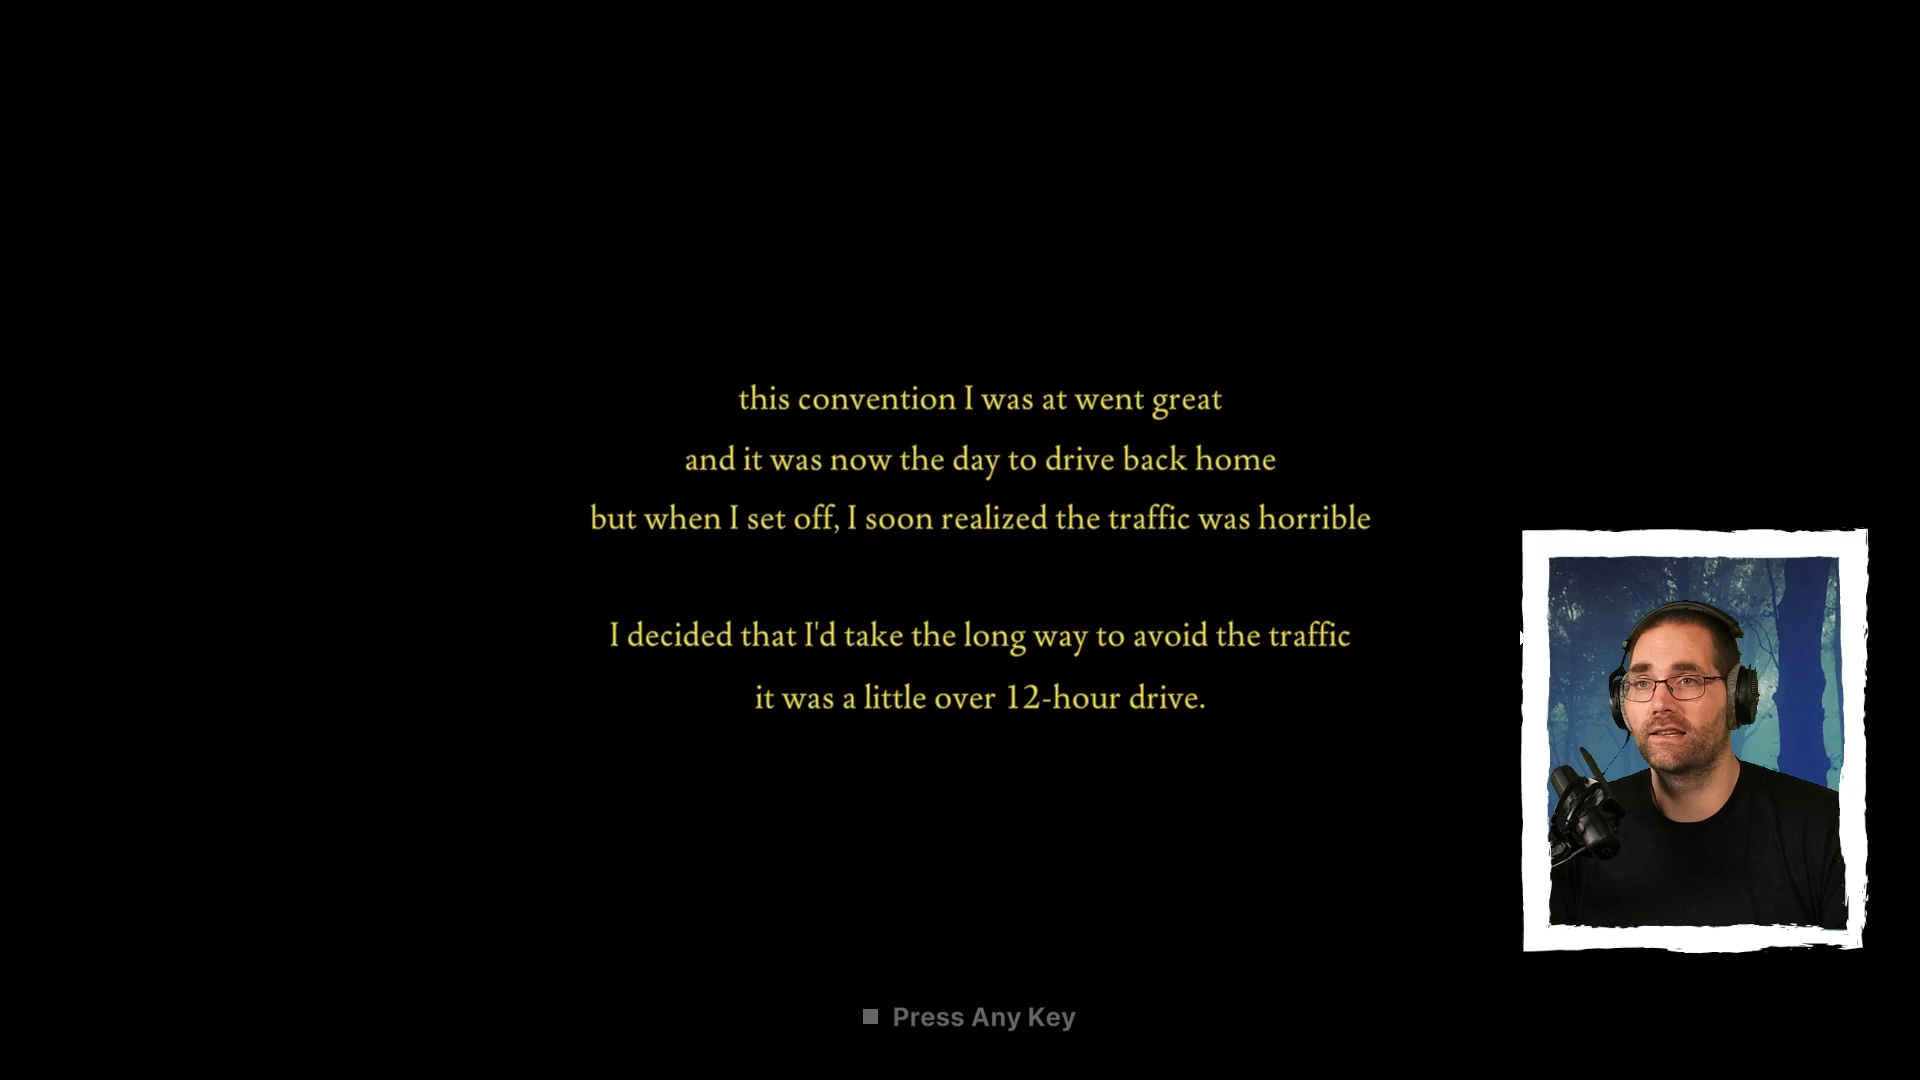 this convention I was at went great
and it was now the day to drive back home
but when I set off, I soon realized the traffic was horrible
I decided that I'd take the long way to avoid the traffic
it was a little over 12-hour drive.
Press Any Key